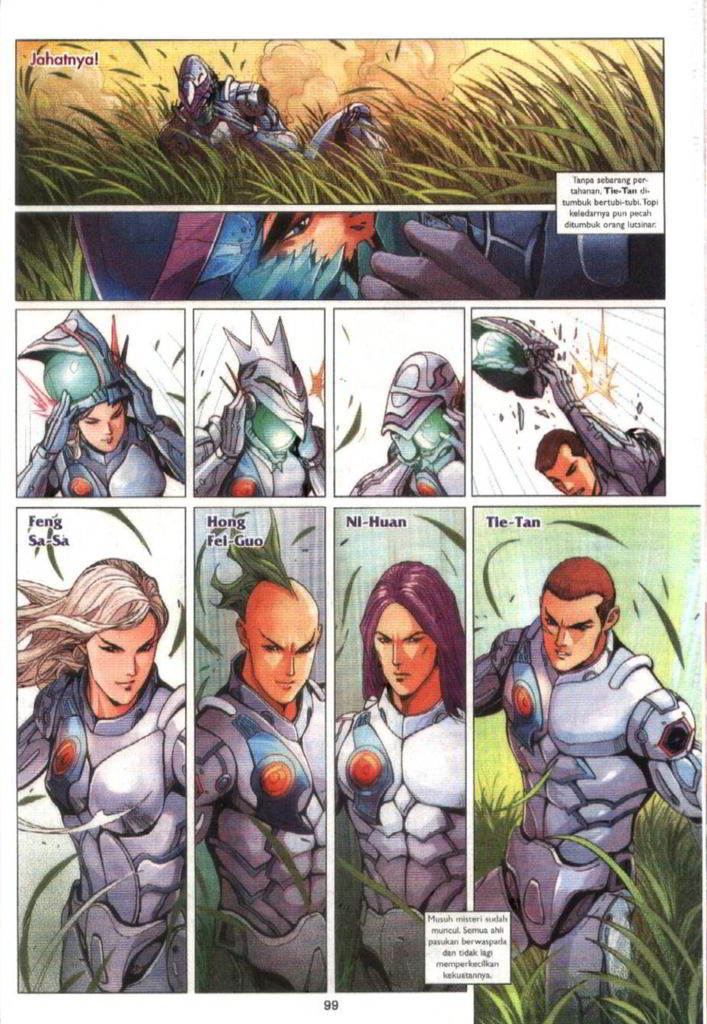 Jahatnya!
Tanpa sebarang per-
tahanan, Tie-Tan di-
tumbuk bertubi-tubi. Topi
keledarnya pun pecah
ditumbuk orang lutsinar.
Feng
Sa-Sa
Hong
Fei-Guo
Ni-Huan
Tie-Tan
Musuh misteri sudah
muncul. Semua ahli
pasukan berwaspada
dan tidak lagi
memperkecilkan
kekuatannya.
99